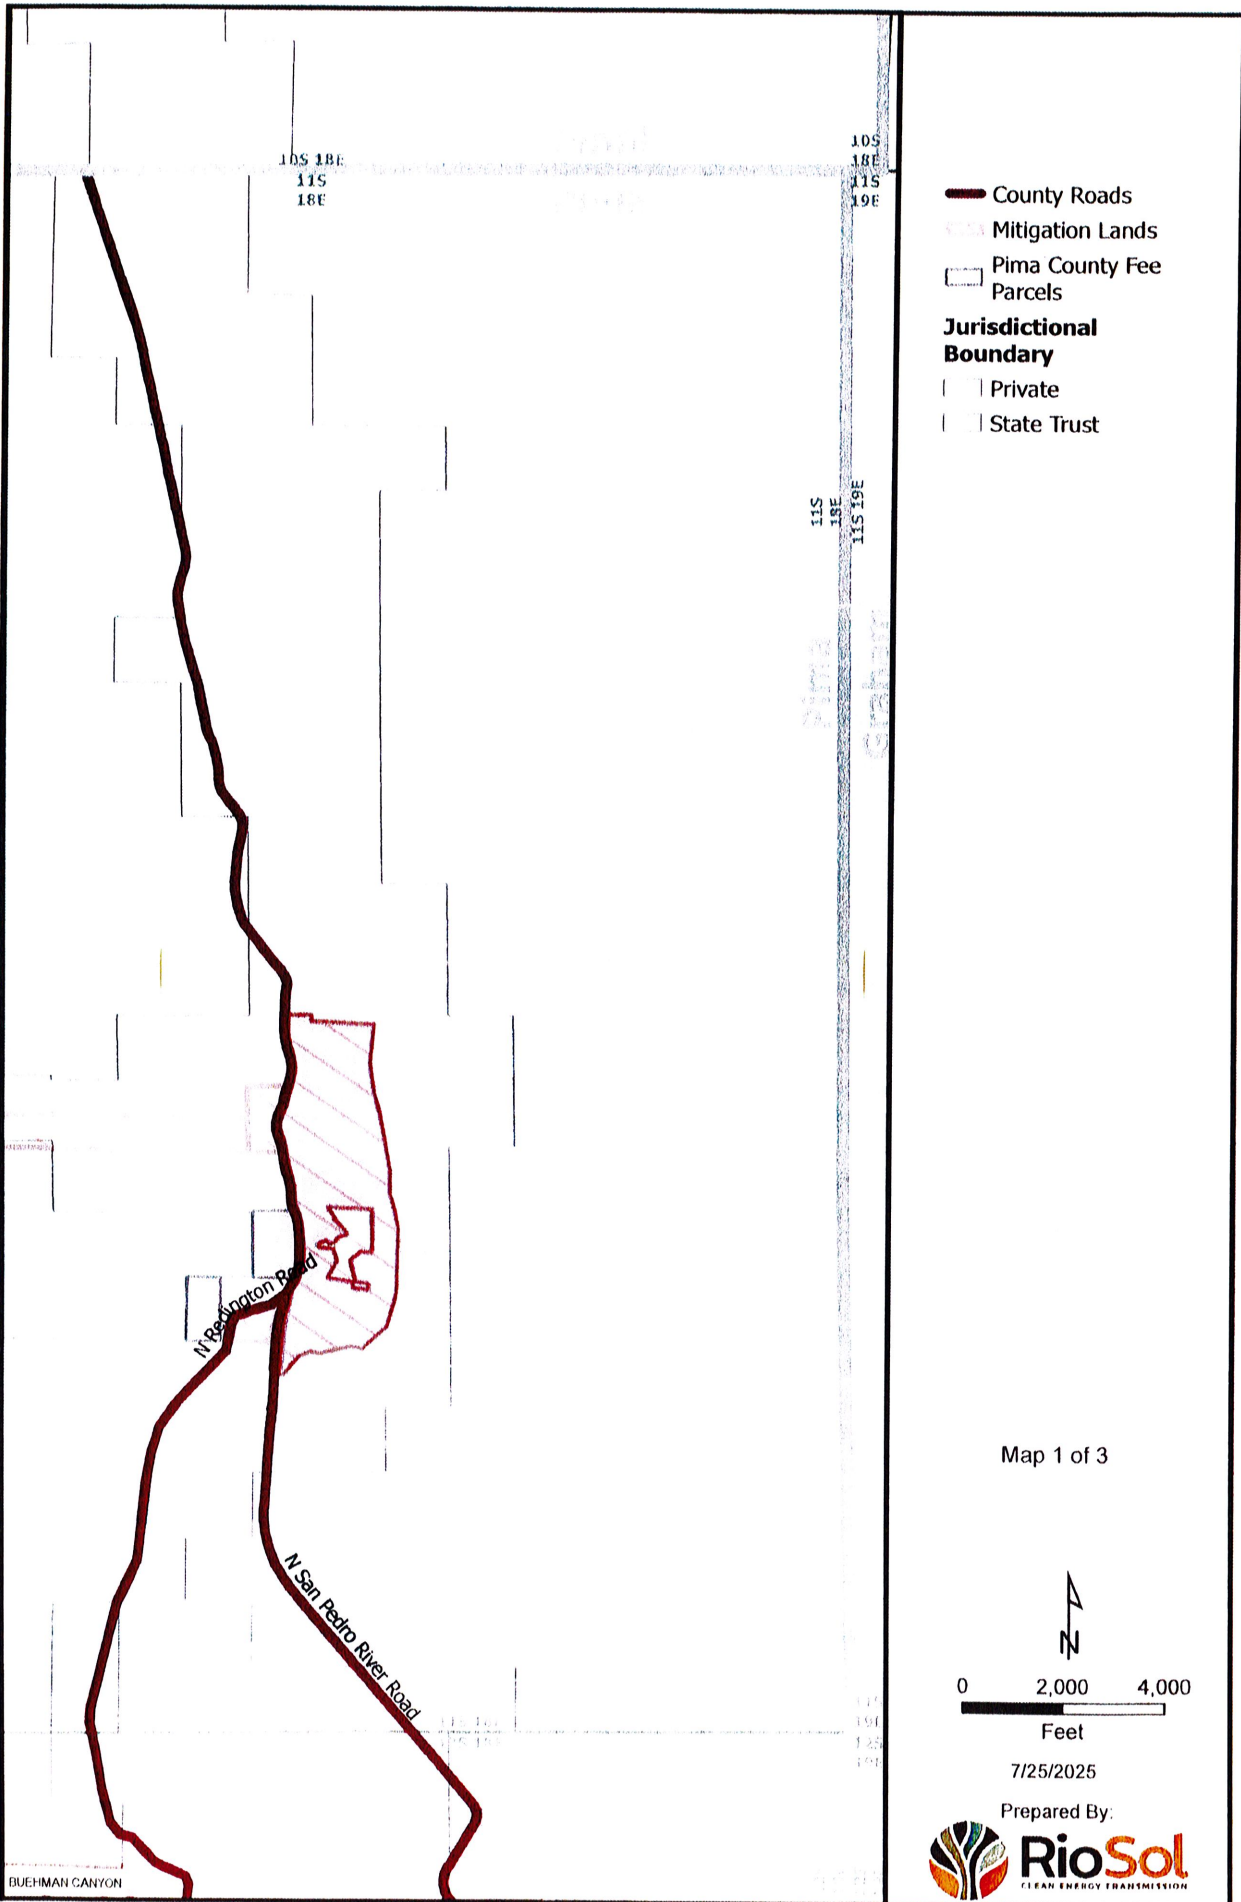 10S 18E
11S
18E
10S
18E
11S
19E
County Roads
Mitigation Lands
Pima County Fee
Parcels
Jurisdictional
Boundary
Private
State Trust
11S
18E
11S 19E
Pima
Graham
N Redington Road
N San Pedro River Road
Map 1 of 3
N
0 2,000 4,000
Feet
7/25/2025
Prepared By:
RioSol
CLEAN ENERGY TRANSMISSION
BUEHMAN CANYON